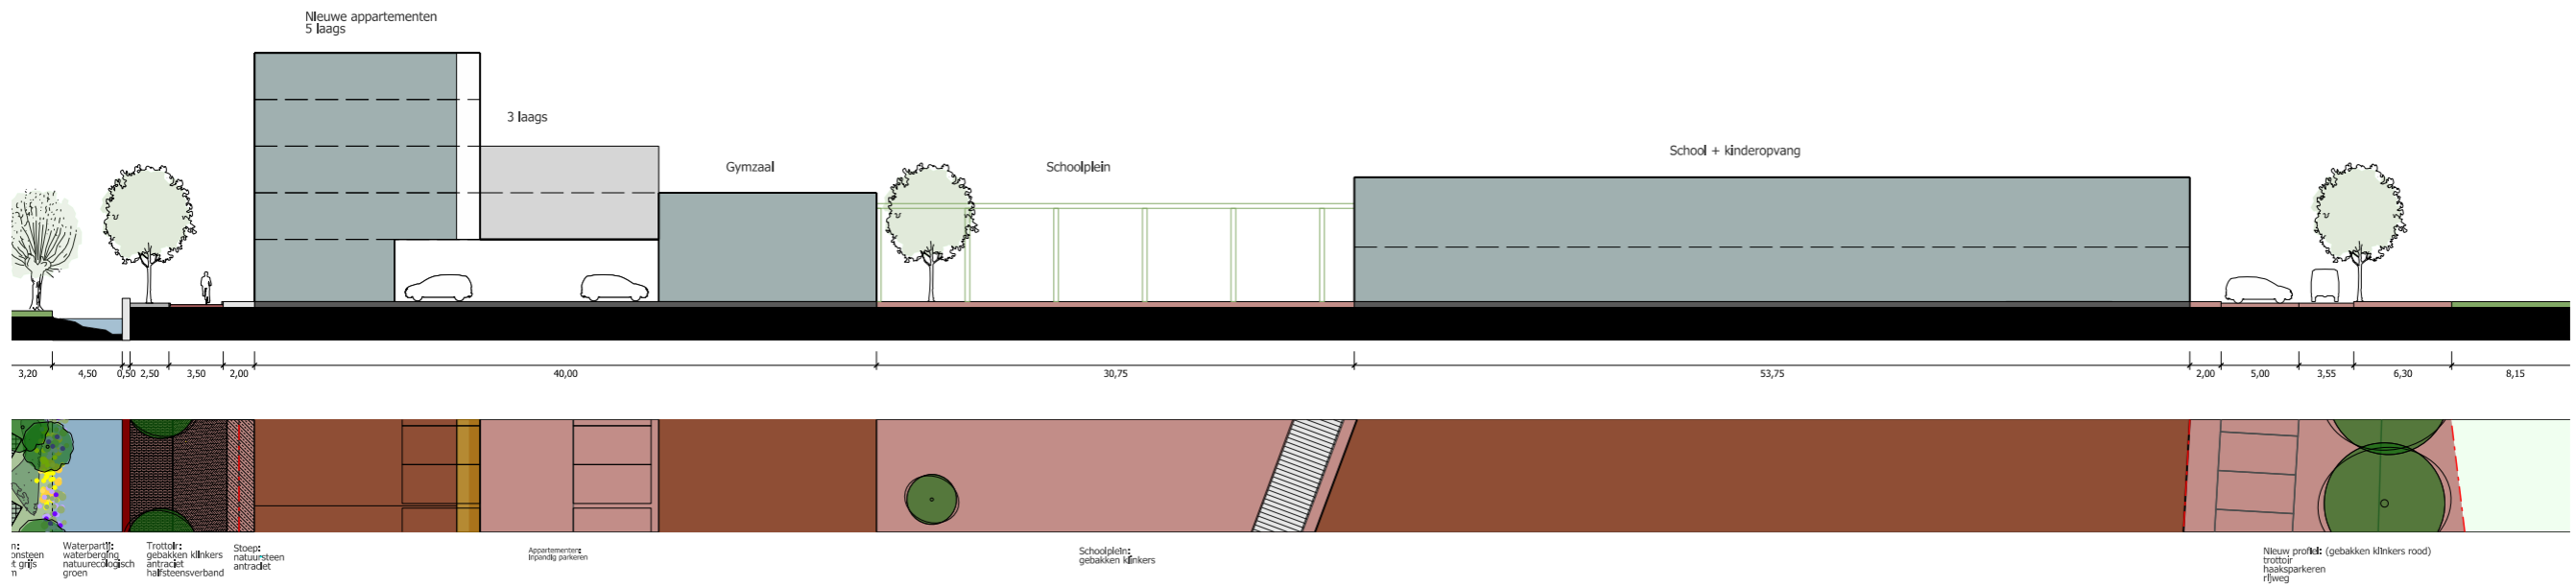 Nieuwe appartementen
5 laags
3 laags
Gymzaal
Schoolplein
School + kinderopvang
3,20
4,50
0,50
2,50
3,50
2,00
40,00
30,75
53,75
2,00
5,00
3,55
6,30
8,15
n:
onsteen
et grijs
m
Waterpartij:
waterberging
natuurecologisch
groen
Trottoir:
gebakken klinkers
antraciet
halfsteensverband
Stoep:
natuursteen
antraciet
Appartementen:
inpandig parkeren
Schoolplein:
gebakken klinkers
Nieuw profiel: (gebakken klinkers rood)
trottoir
haaksparkeren
rijweg